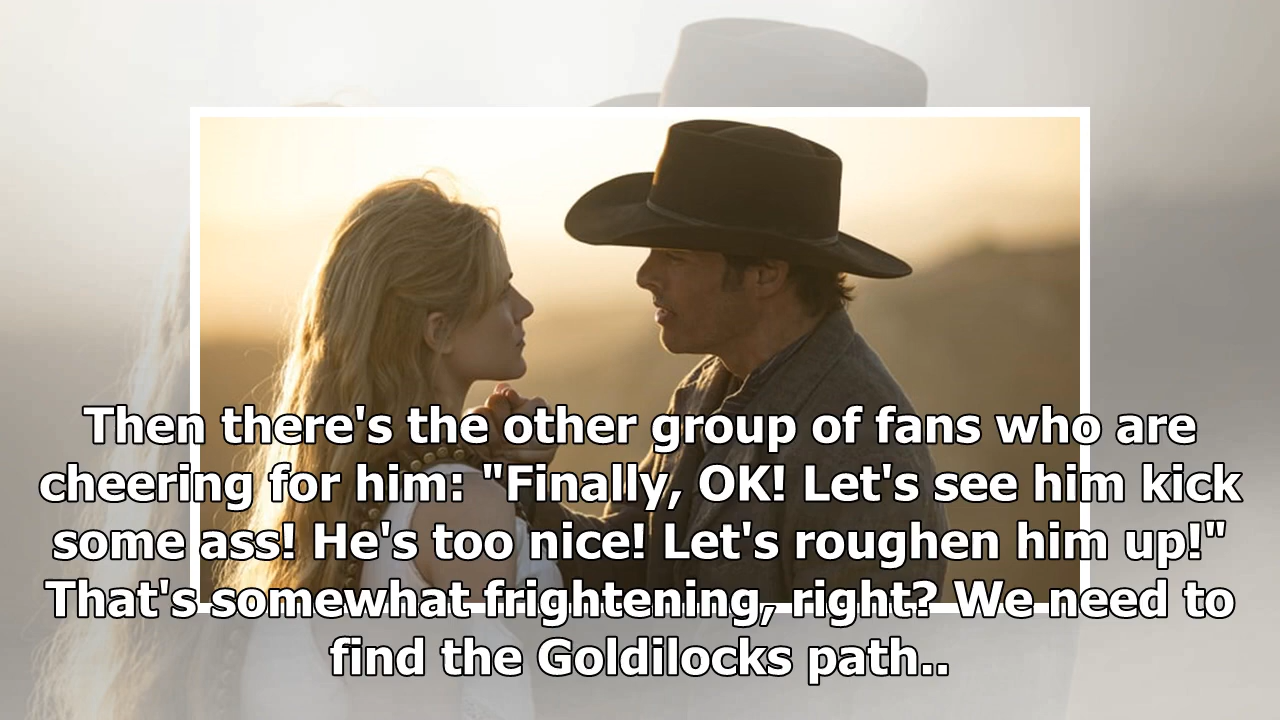 Then there's the other group of fans who are
cheering for him: "Finally, OK! Let's see him kick
some ass! He's too nice! Let's roughen him up!"
That's somewhat frightening, right? We need to
find the Goldilocks path..